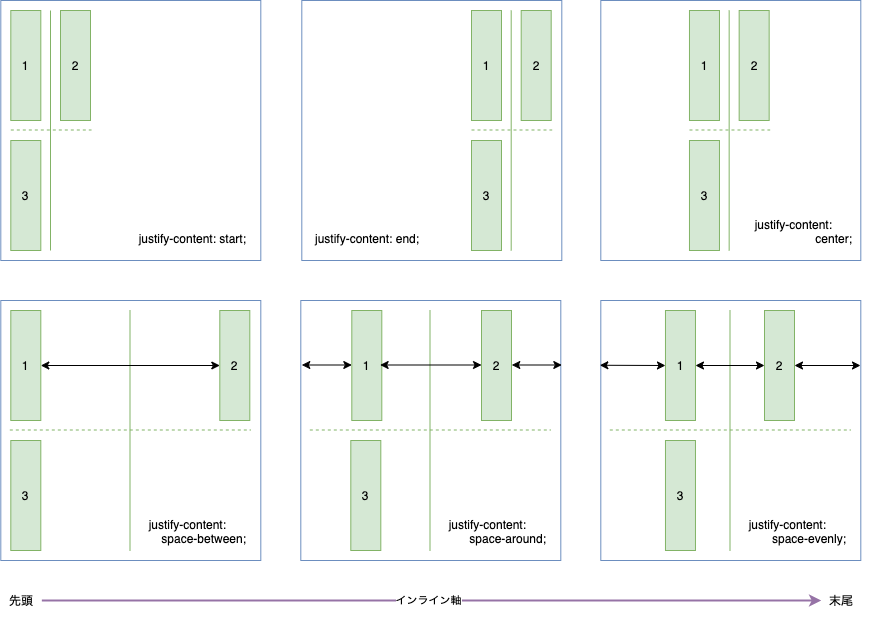 1
2
3
justify-content: start;
1
2
3
justify-content: end;
1
2
3
justify-content:
center;
1
2
3
justify-content:
space-between;
1
2
3
justify-content:
space-around;
1
2
3
justify-content:
space-evenly;
先頭
インライン軸
末尾